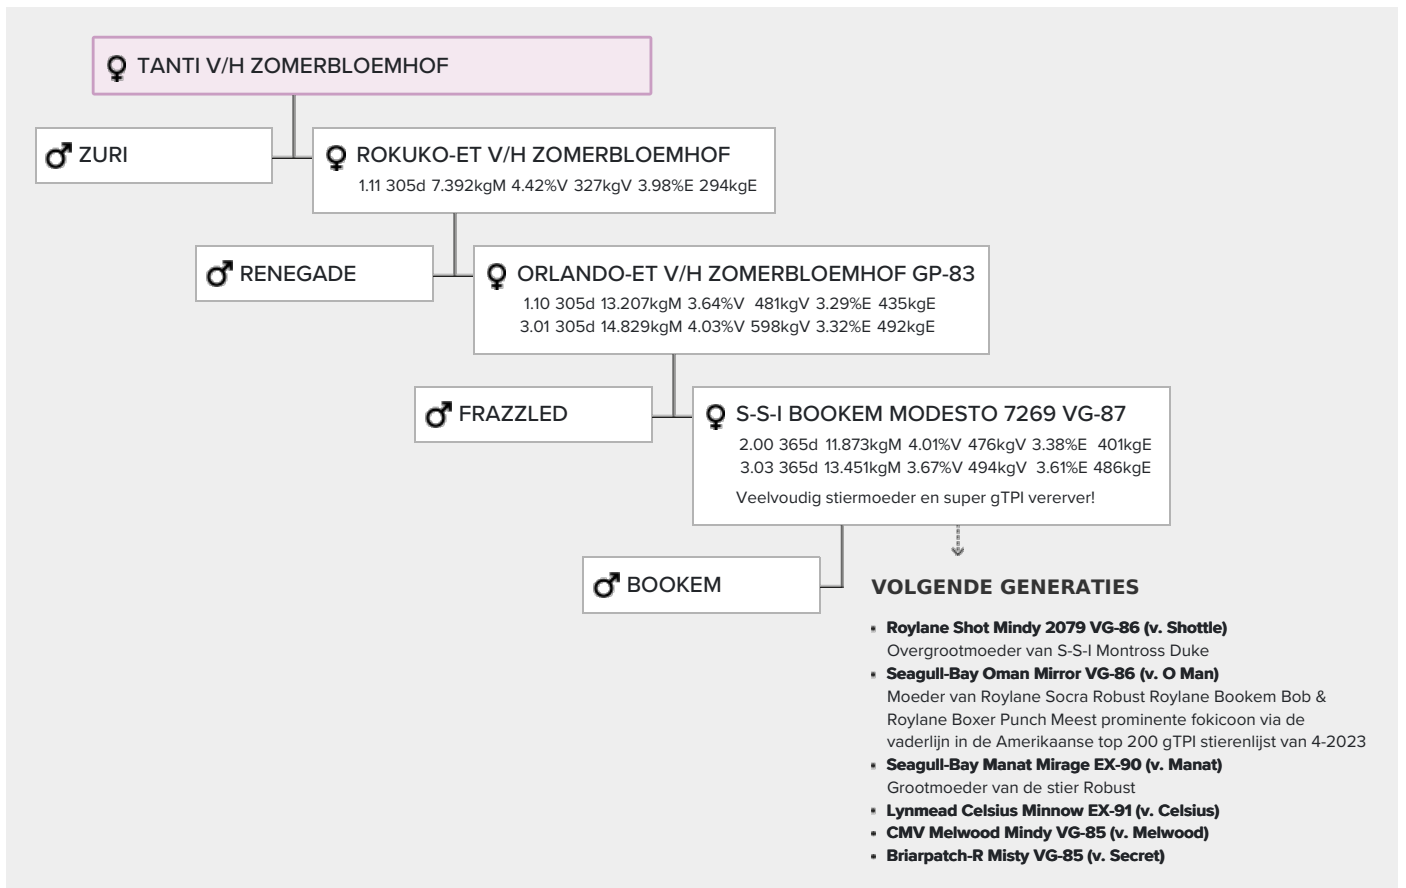 TANTI V/H ZOMERBLOEMHOF
ZURI
ROKUKO-ET V/H ZOMERBLOEMHOF
1.11 305d 7.392kgM 4.42%V 327kgV 3.98%E 294kgE
RENEGADE
ORLANDO-ET V/H ZOMERBLOEMHOF GP-83
1.10 305d 13.207kgM 3.64%V 481kgV 3.29%E 435kgE
3.01 305d 14.829kgM 4.03%V 598kgV 3.32%E 492kgE
FRAZZLED
S-S-I BOOKEM MODESTO 7269 VG-87
2.00 365d 11.873kgM 4.01%V 476kgV 3.38%E 401kgE
3.03 365d 13.451kgM 3.67%V 494kgV 3.61%E 486kgE
Veelvoudig stiermoeder en super gTPI vererver!
BOOKEM
VOLGENDE GENERATIES
▪ Roylane Shot Mindy 2079 VG-86 (v. Shottle)
Overgrootmoeder van S-S-I Montross Duke
▪ Seagull-Bay Oman Mirror VG-86 (v. O Man)
Moeder van Roylane Socra Robust Roylane Bookem Bob &
Roylane Boxer Punch Meest prominente fokicoon via de
vaderlijn in de Amerikaanse top 200 gTPI stierenlijst van 4-2023
▪ Seagull-Bay Manat Mirage EX-90 (v. Manat)
Grootmoeder van de stier Robust
▪ Lynmead Celsius Minnow EX-91 (v. Celsius)
▪ CMV Melwood Mindy VG-85 (v. Melwood)
▪ Briarpatch-R Misty VG-85 (v. Secret)